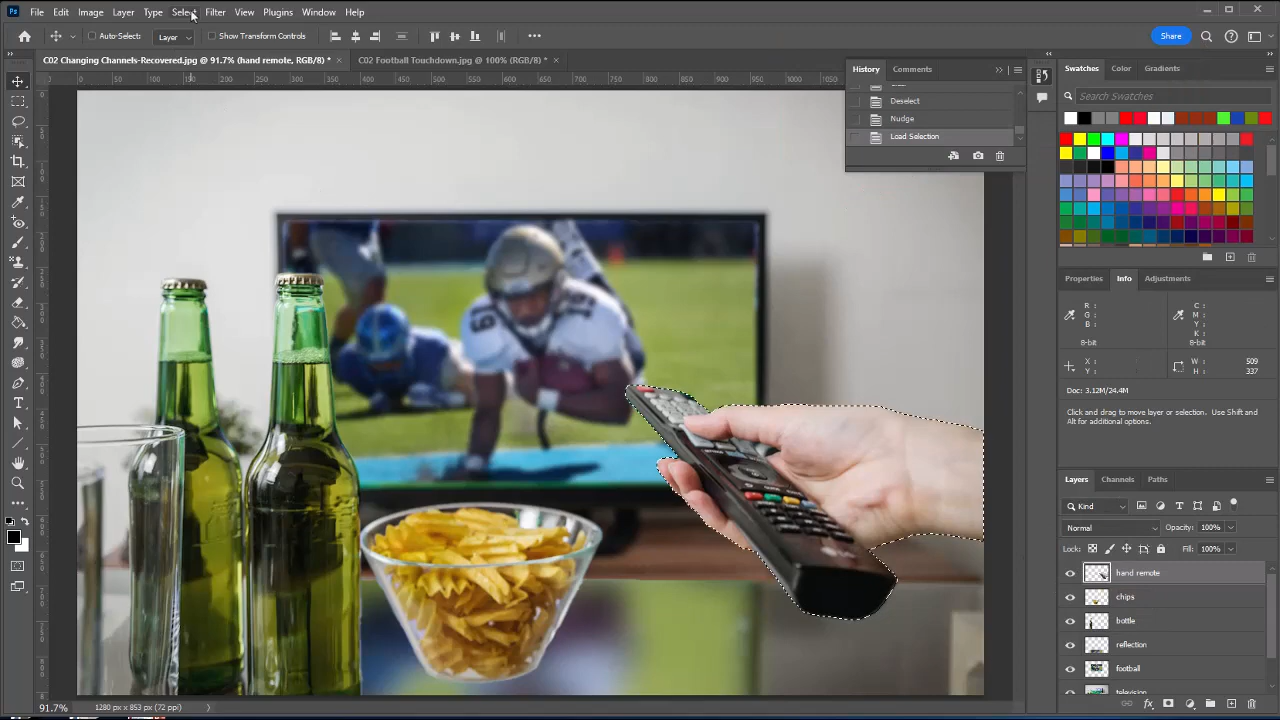 Ps File Edit Image Layer Type Select Filter View Plugins Window Help
Auto-Select: Layer Show Transform Controls Share
C02 Changing Channels-Recovered.jpg @ 91.7% (hand remote, RGB/8) * × C02 Football Touchdown.jpg @ 100% (RGB/8) * ×
History Comments
Deselect
Nudge
Load Selection
Swatches Color Gradients
Search Swatches
Properties Info Adjustments
R : C :
G : M :
B : Y :
K :
8-bit 8-bit
X : W : 509
Y : H : 337
Doc: 3.12M/24.4M
Click and drag to move layer or selection. Use Shift and
Alt for additional options.
Layers Channels Paths
Kind
Normal Opacity: 100%
Lock: Fill: 100%
hand remote
chips
bottle
reflection
football
television
19
91.7% 1280 px x 853 px (72 ppi)